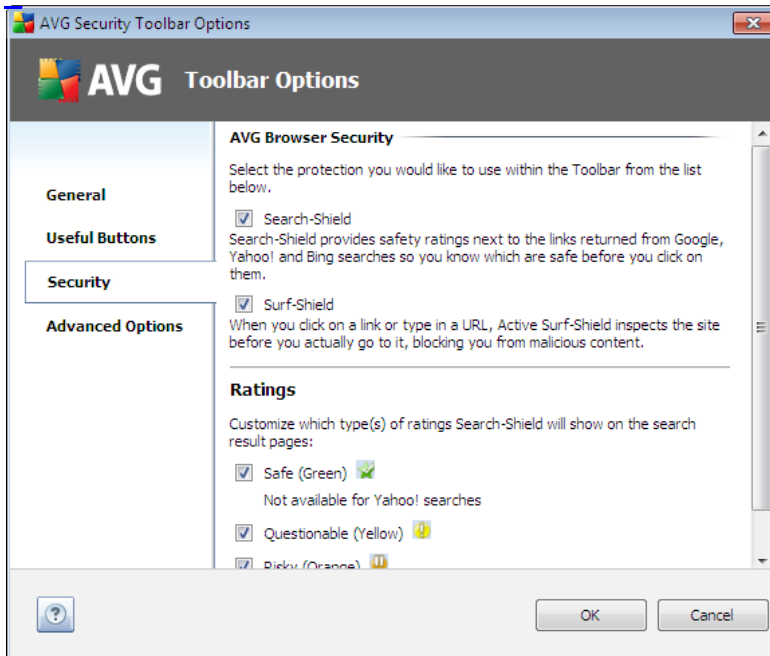 AVG Security Toolbar Options
AVG Toolbar Options
General
Useful Buttons
Security
Advanced Options
AVG Browser Security
Select the protection you would like to use within the Toolbar from the list
below.
Search-Shield
Search-Shield provides safety ratings next to the links returned from Google,
Yahoo! and Bing searches so you know which are safe before you click on
them.
Surf-Shield
When you click on a link or type in a URL, Active Surf-Shield inspects the site
before you actually go to it, blocking you from malicious content.
Ratings
Customize which type(s) of ratings Search-Shield will show on the search
result pages:
Safe (Green)
Not available for Yahoo! searches
Questionable (Yellow)
Risky (Orange)
?
OK
Cancel